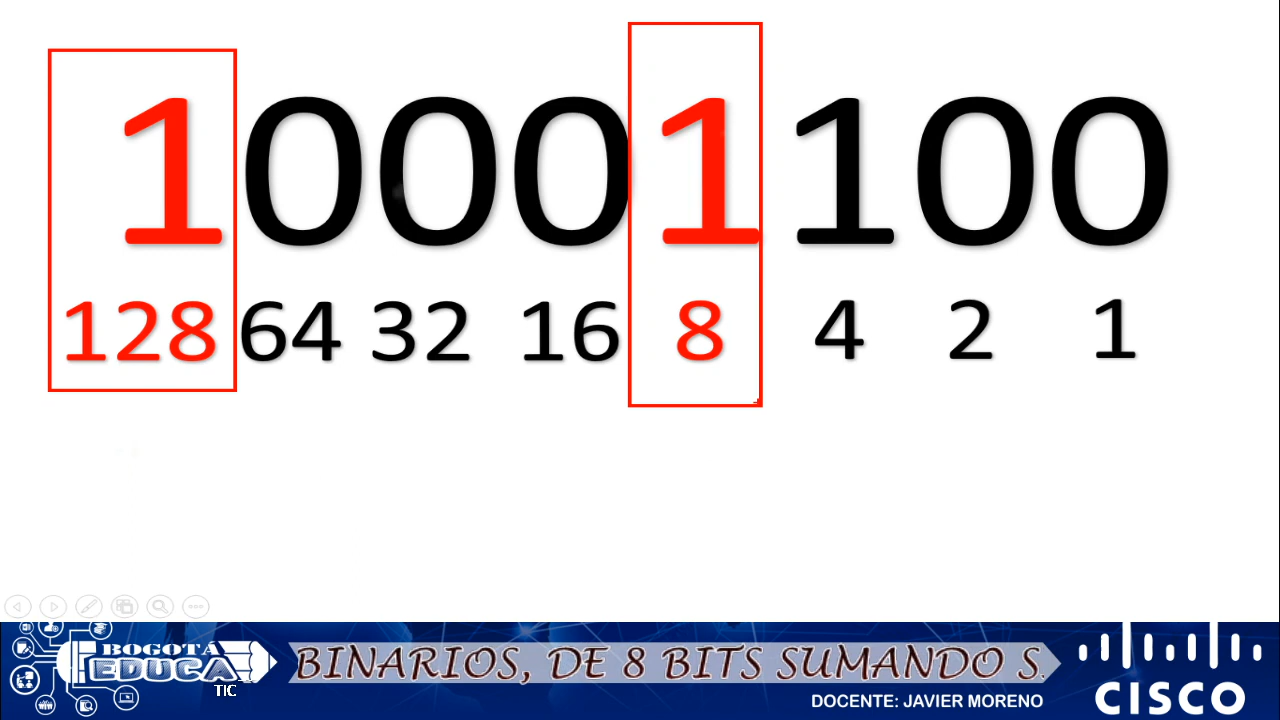 10001100
128 64 32 16 8 4 2 1
BOGOTA
EDUCA
TIC
BINARIOS, DE 8 BITS SUMANDO S.
DOCENTE: JAVIER MORENO
CISCO